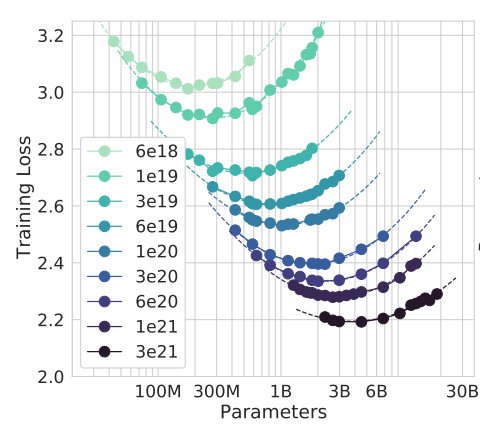 Training Loss
3.2
3.0
2.8
2.6
2.4
2.2
2.0
6e18
1e19
3e19
6e19
1e20
3e20
6e20
1e21
3e21
100M 300M 1B 3B 6B 30B
Parameters